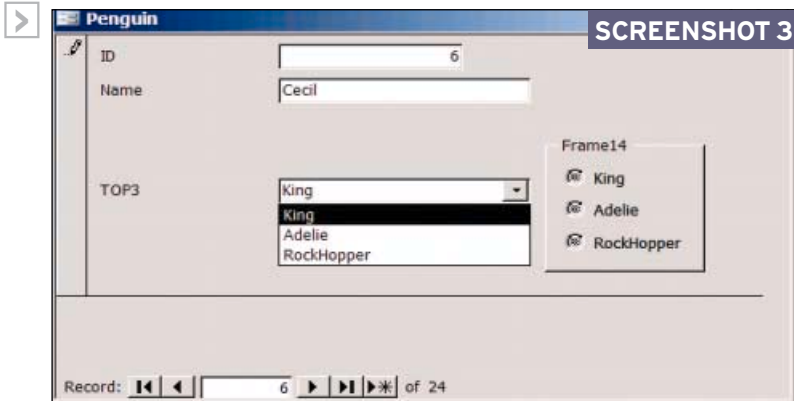 Penguin
SCREENSHOT 3
ID
6
Name
Cecil
Frame14
TOP3
King
King
Adelie
RockHopper
King
Adelie
RockHopper
Record: 6 of 24